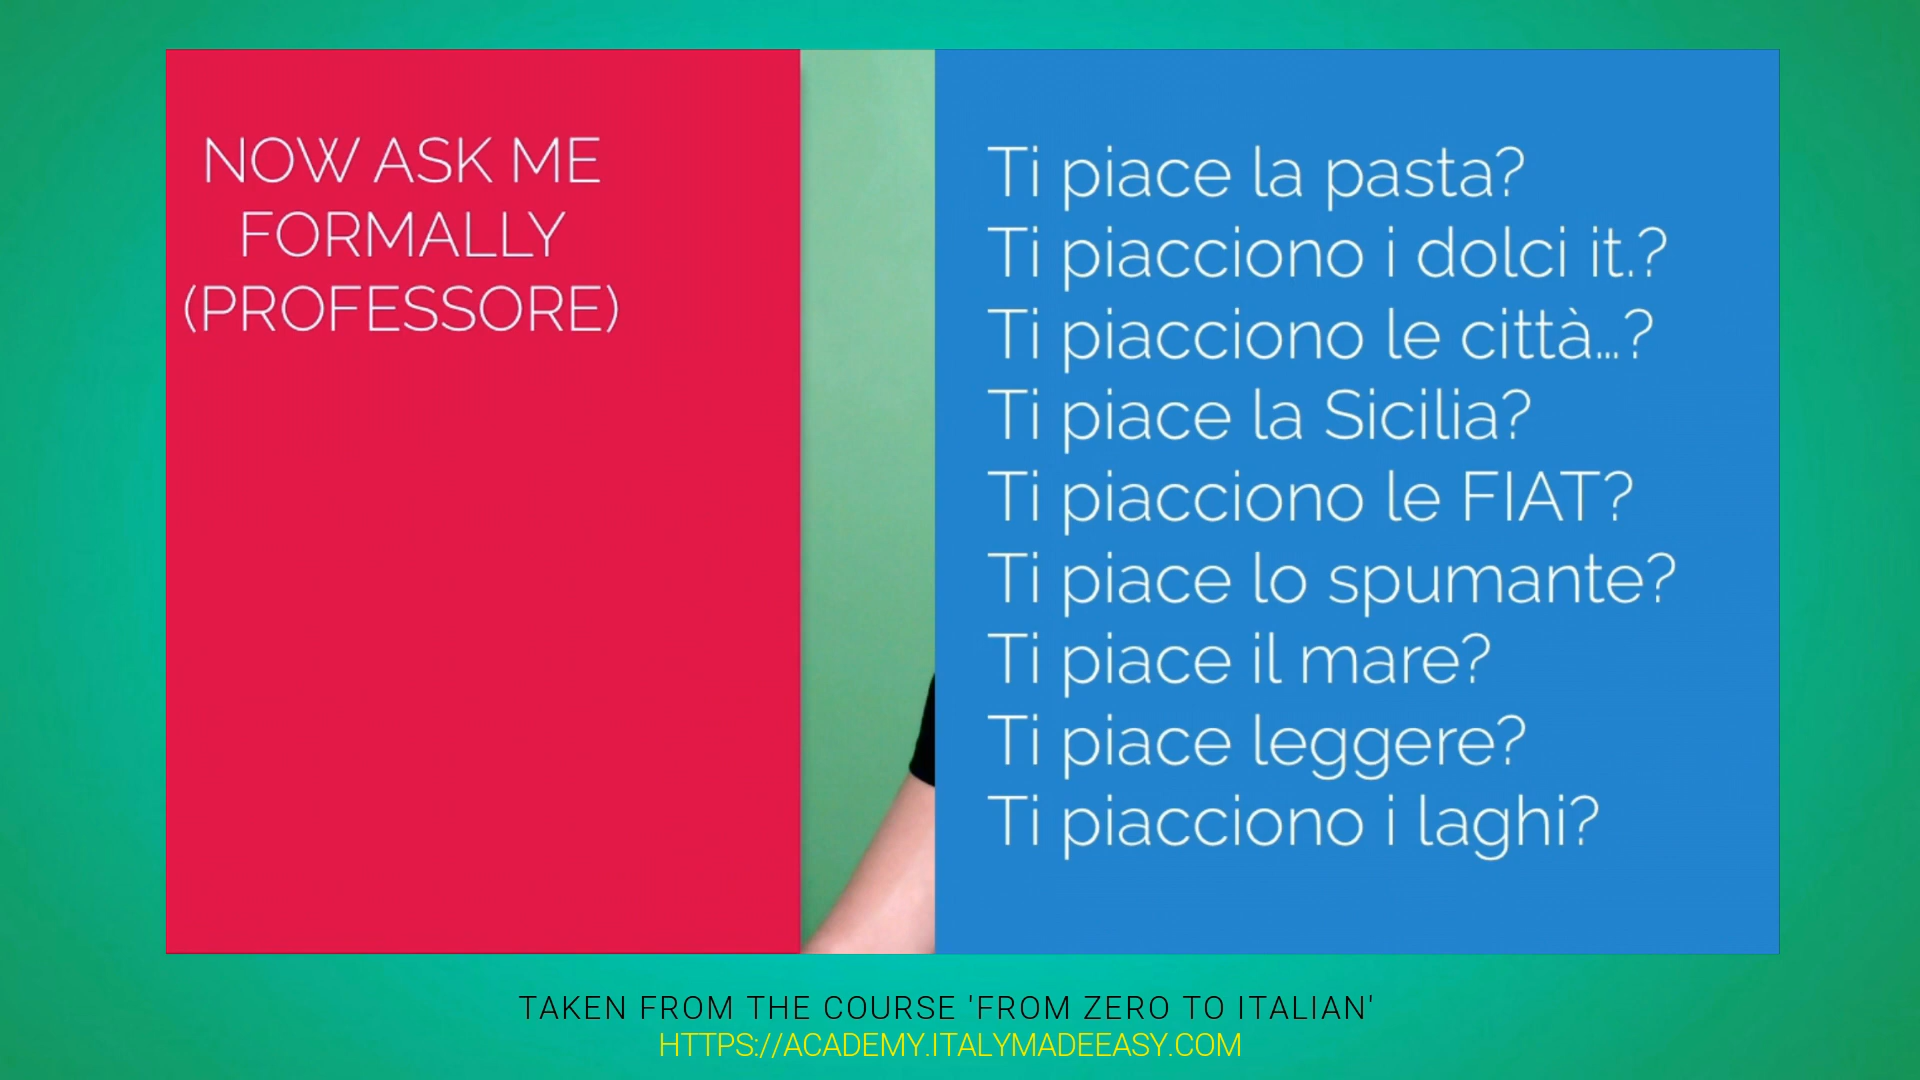 NOW ASK ME
FORMALLY
(PROFESSORE)
Ti piace la pasta?
Ti piacciono i dolci it.?
Ti piacciono le città...?
Ti piace la Sicilia?
Ti piacciono le FIAT?
Ti piace lo spumante?
Ti piace il mare?
Ti piace leggere?
Ti piacciono i laghi?
TAKEN FROM THE COURSE 'FROM ZERO TO ITALIAN'
HTTPS://ACADEMY.ITALYMADEEASY.COM